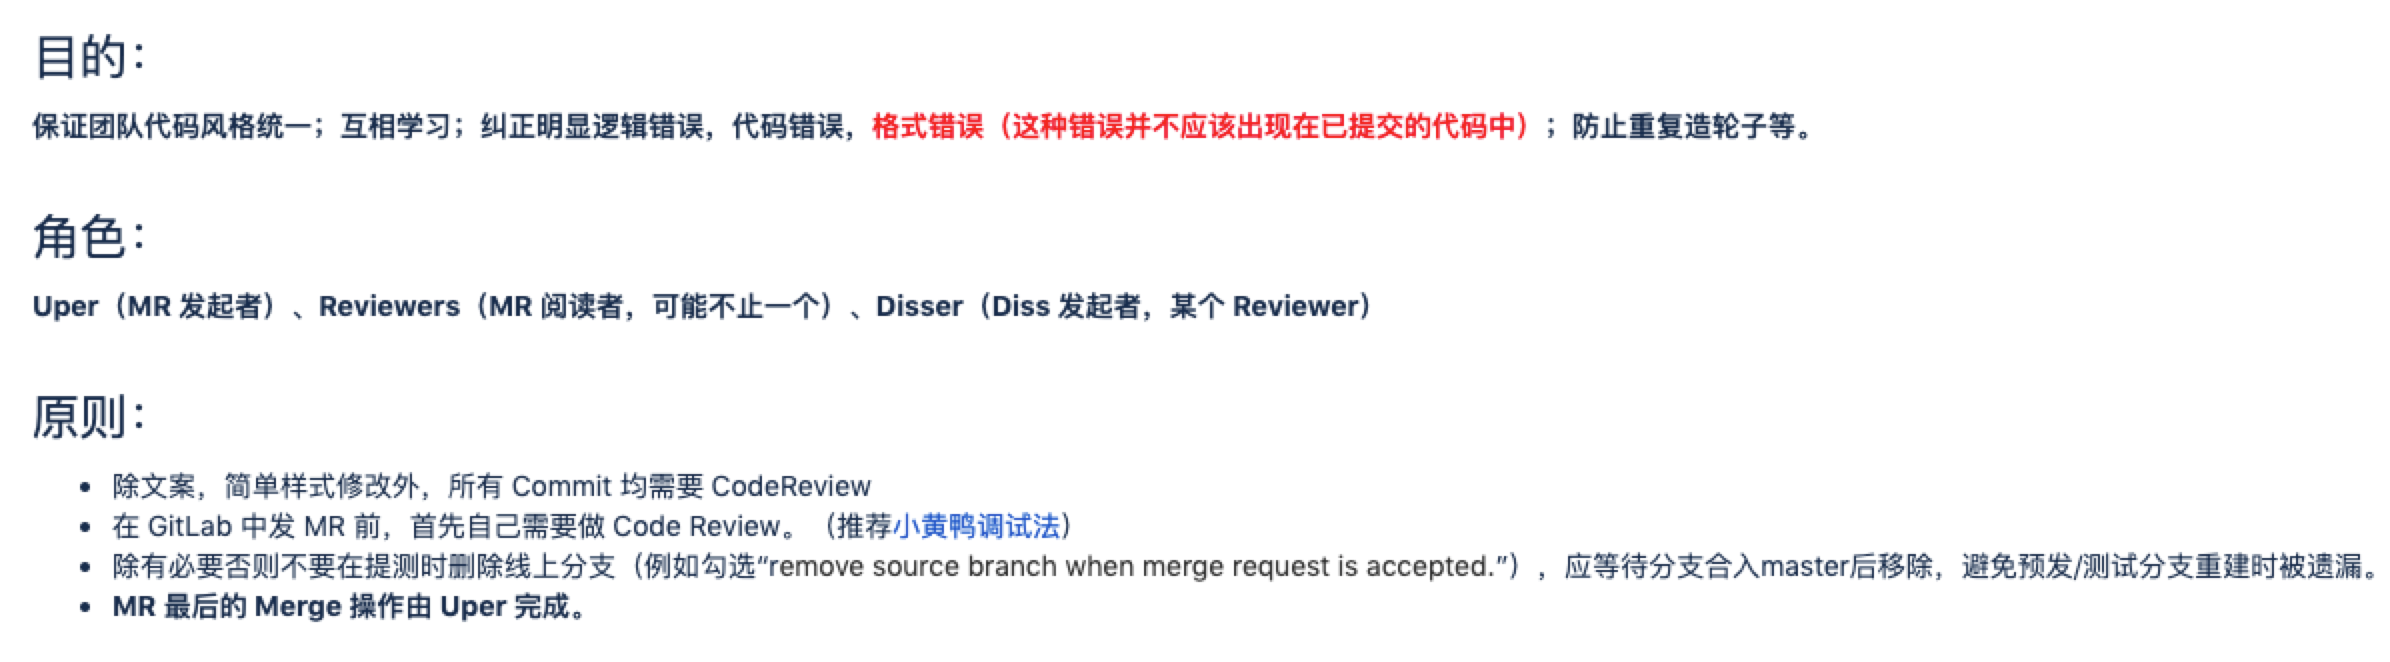 目的：
保证团队代码风格统一；互相学习；纠正明显逻辑错误，代码错误，格式错误（这种错误并不应该出现在已提交的代码中）；防止重复造轮子等。
角色：
Uper（MR 发起者）、Reviewers（MR 阅读者，可能不止一个）、Disser（Diss 发起者，某个 Reviewer）
原则：
• 除文案，简单样式修改外，所有 Commit 均需要 CodeReview
• 在 GitLab 中发 MR 前，首先自己需要做 Code Review。（推荐小黄鸭调试法）
• 除有必要否则不要在提测时删除线上分支（例如勾选“remove source branch when merge request is accepted.”），应等待分支合入master后移除，避免预发/测试分支重建时被遗漏。
• MR 最后的 Merge 操作由 Uper 完成。